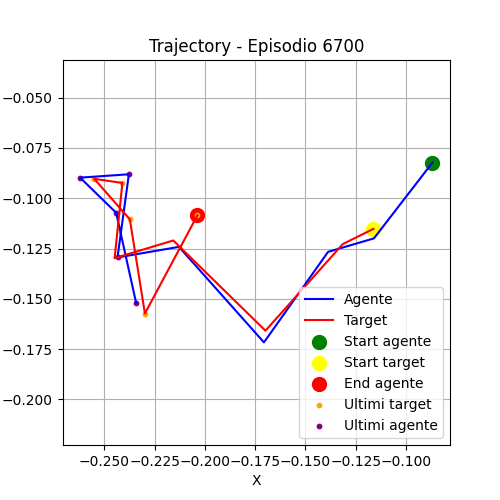 Trajectory - Episodio 6700
−0.050
−0.075
−0.100
−0.125
−0.150
−0.175
−0.200
Agente
Target
Start agente
Start target
End agente
Ultimi target
Ultimi agente
−0.250 −0.225 −0.200 −0.175 −0.150 −0.125 −0.100
X